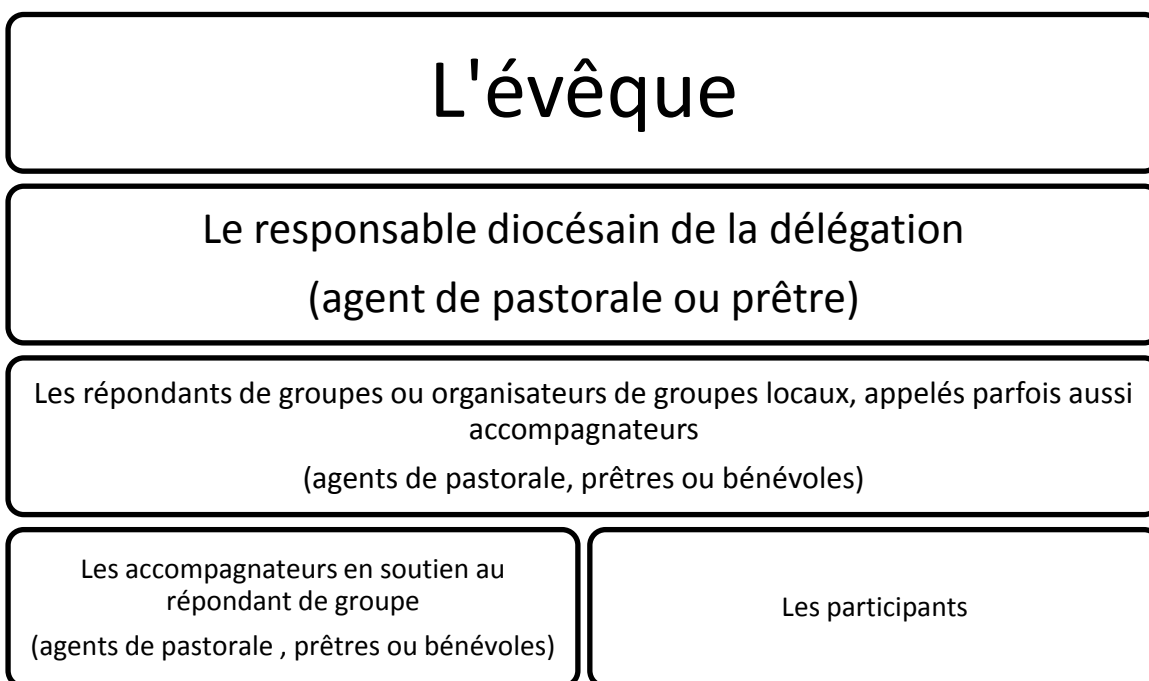 L'évêque
Le responsable diocésain de la délégation
(agent de pastorale ou prêtre)
Les répondants de groupes ou organisateurs de groupes locaux, appelés parfois aussi
accompagnateurs
(agents de pastorale, prêtres ou bénévoles)
Les accompagnateurs en soutien au
répondant de groupe
(agents de pastorale , prêtres ou bénévoles)
Les participants